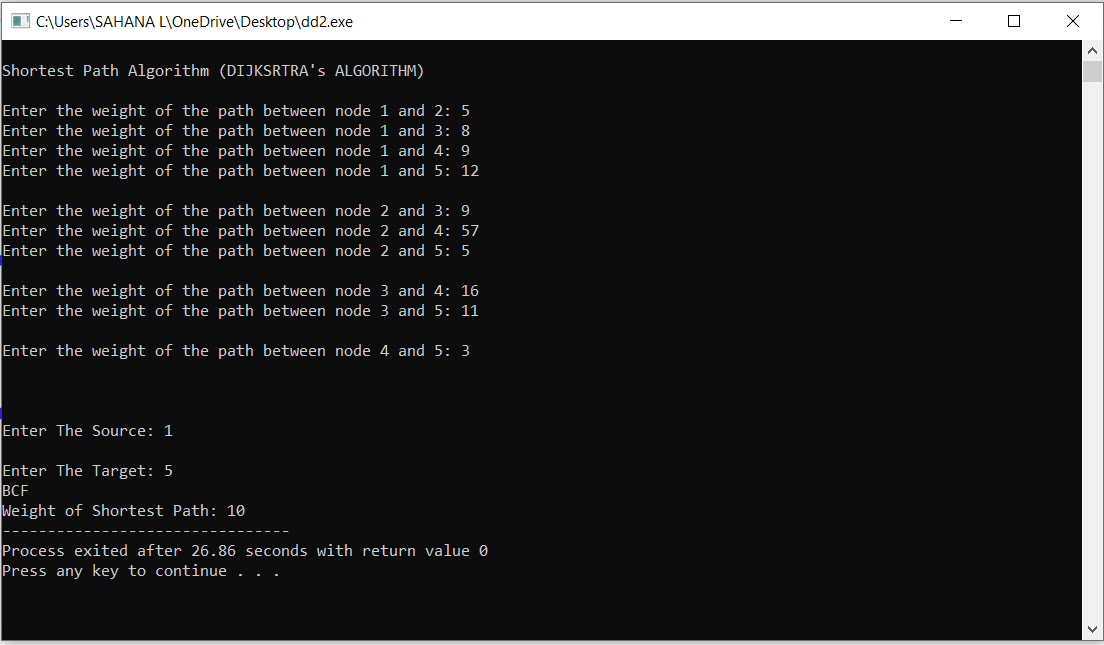 C:\Users\SAHANA L\OneDrive\Desktop\dd2.exe
Shortest Path Algorithm (DIJKSRTRA's ALGORITHM)
Enter the weight of the path between node 1 and 2: 5
Enter the weight of the path between node 1 and 3: 8
Enter the weight of the path between node 1 and 4: 9
Enter the weight of the path between node 1 and 5: 12
Enter the weight of the path between node 2 and 3: 9
Enter the weight of the path between node 2 and 4: 57
Enter the weight of the path between node 2 and 5: 5
Enter the weight of the path between node 3 and 4: 16
Enter the weight of the path between node 3 and 5: 11
Enter the weight of the path between node 4 and 5: 3
Enter The Source: 1
Enter The Target: 5
BCF
Weight of Shortest Path: 10
--------------------------------
Process exited after 26.86 seconds with return value 0
Press any key to continue . . .